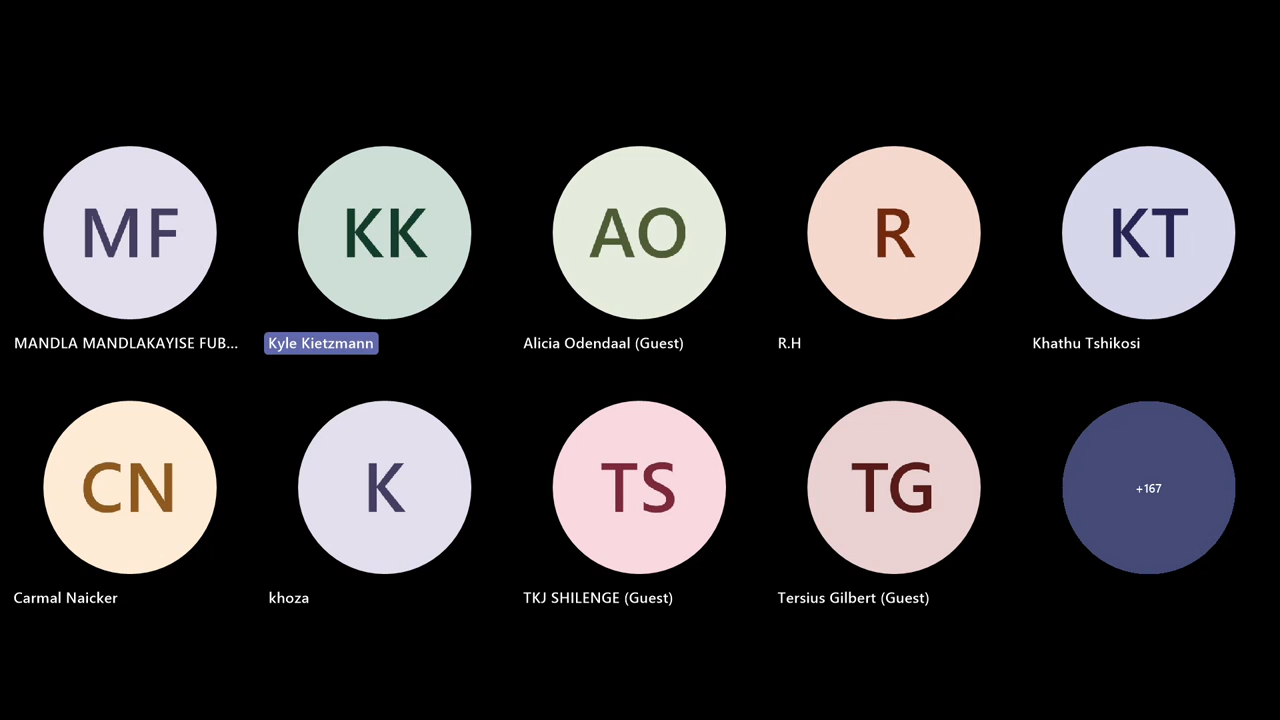 MF
KK
AO
R
KT
MANDLA MANDLAKAYISE FUB...
Kyle Kietzmann
Alicia Odendaal (Guest)
R.H
Khathu Tshikosi
CN
K
TS
TG
+167
Carmal Naicker
khoza
TKJ SHILENGE (Guest)
Tersius Gilbert (Guest)